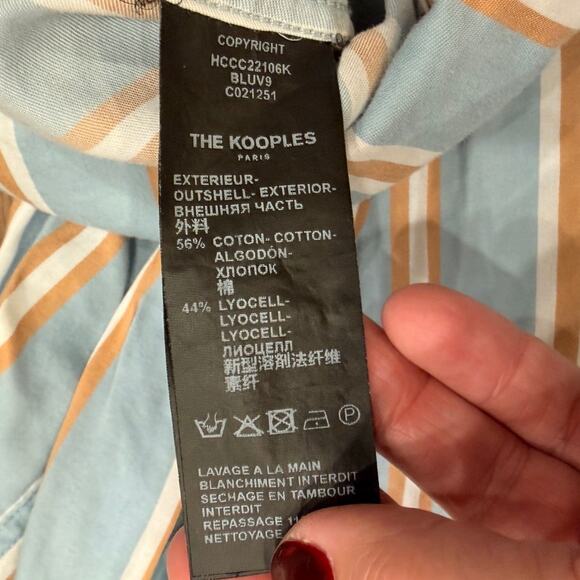 COPYRIGHT
HCCC22106K
BLUV9
C021251
THE KOOPLES
PARIS
EXTERIEUR-
OUTSHELL- EXTERIOR-
ВНЕШНЯЯ ЧАСТЬ
外料
56% COTON- COTTON-
ALGODÓN-
ХЛОПОК
棉
44% LYOCELL-
LYOCELL-
LYOCELL-
ЛИОЦЕЛЛ
新型溶剂法纤维
素纤
P
LAVAGE A LA MAIN
BLANCHIMENT INTERDIT
SECHAGE EN TAMBOUR
INTERDIT
REPASSAGE
NETTOYAGE